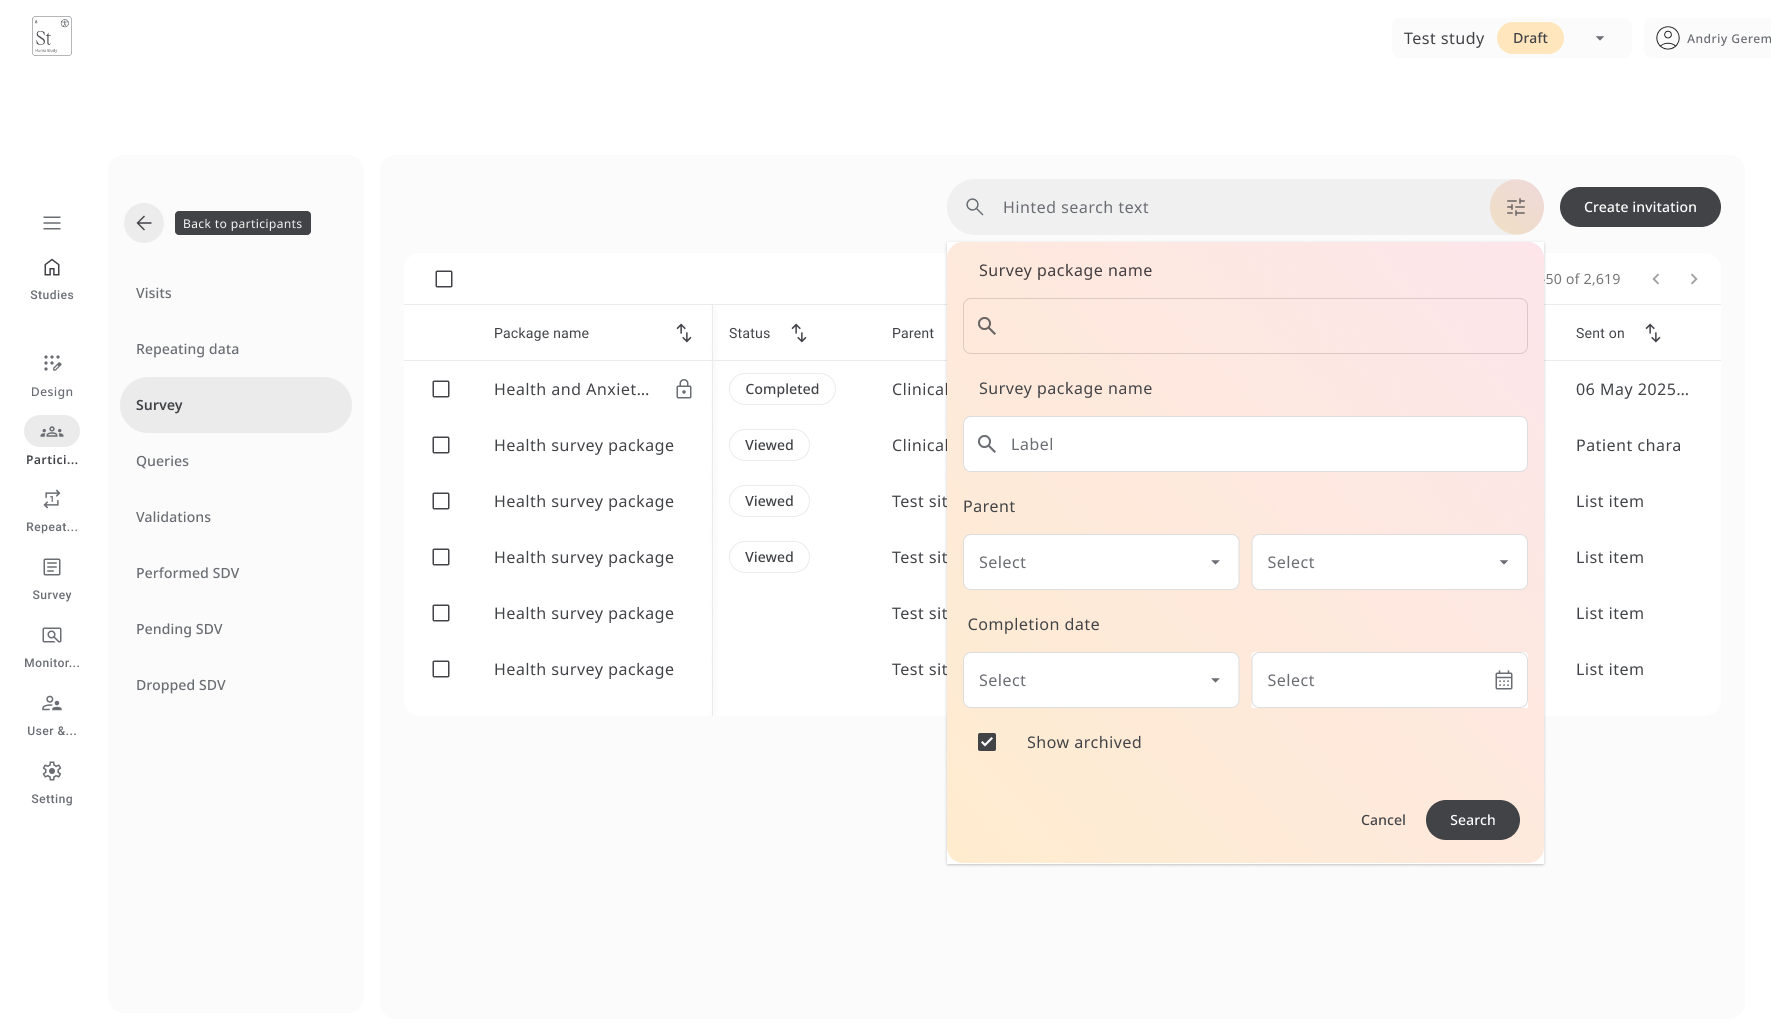 St
Test study
Draft
Andriy Gerem
Back to participants
Hinted search text
Create invitation
Studies
Design
Partici...
Repeat...
Survey
Monitor...
User &...
Setting
Visits
Repeating data
Survey
Queries
Validations
Performed SDV
Pending SDV
Dropped SDV
50 of 2,619
Package name
Status
Parent
Sent on
Health and Anxiet...
Completed
Clinical
06 May 2025...
Health survey package
Viewed
Clinical
Patient chara
Health survey package
Viewed
Test sit
List item
Health survey package
Viewed
Test sit
List item
Health survey package
Test sit
List item
Health survey package
Test sit
List item
Survey package name
Survey package name
Label
Parent
Select
Select
Completion date
Select
Select
Show archived
Cancel
Search